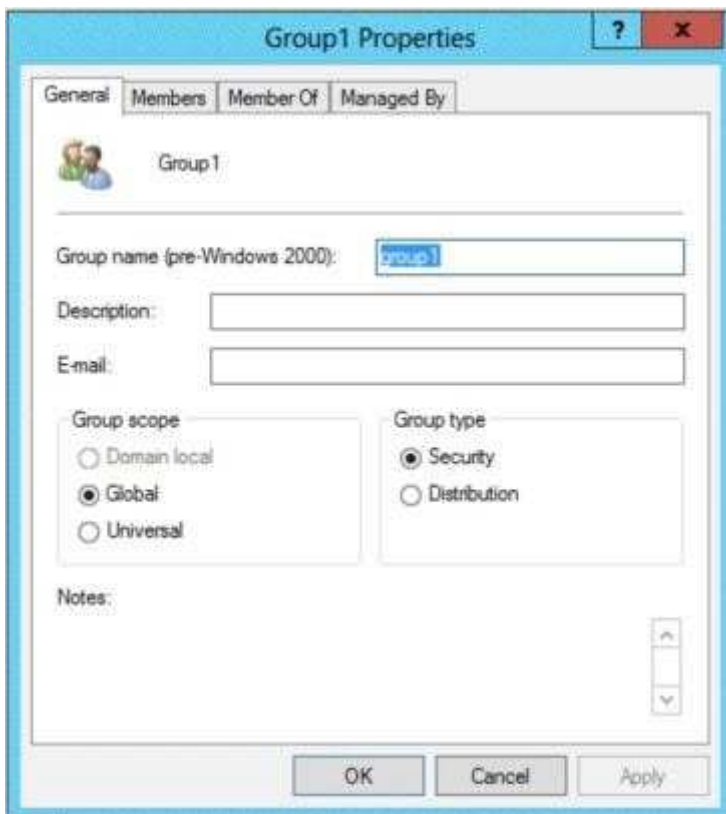 Group1 Properties
?
x
General Members Member Of Managed By
Group1
Group name (pre-Windows 2000): group1
Description:
E-mail:
Group scope Group type
Domain local Security
Global Distribution
Universal
Notes:
OK Cancel Apply